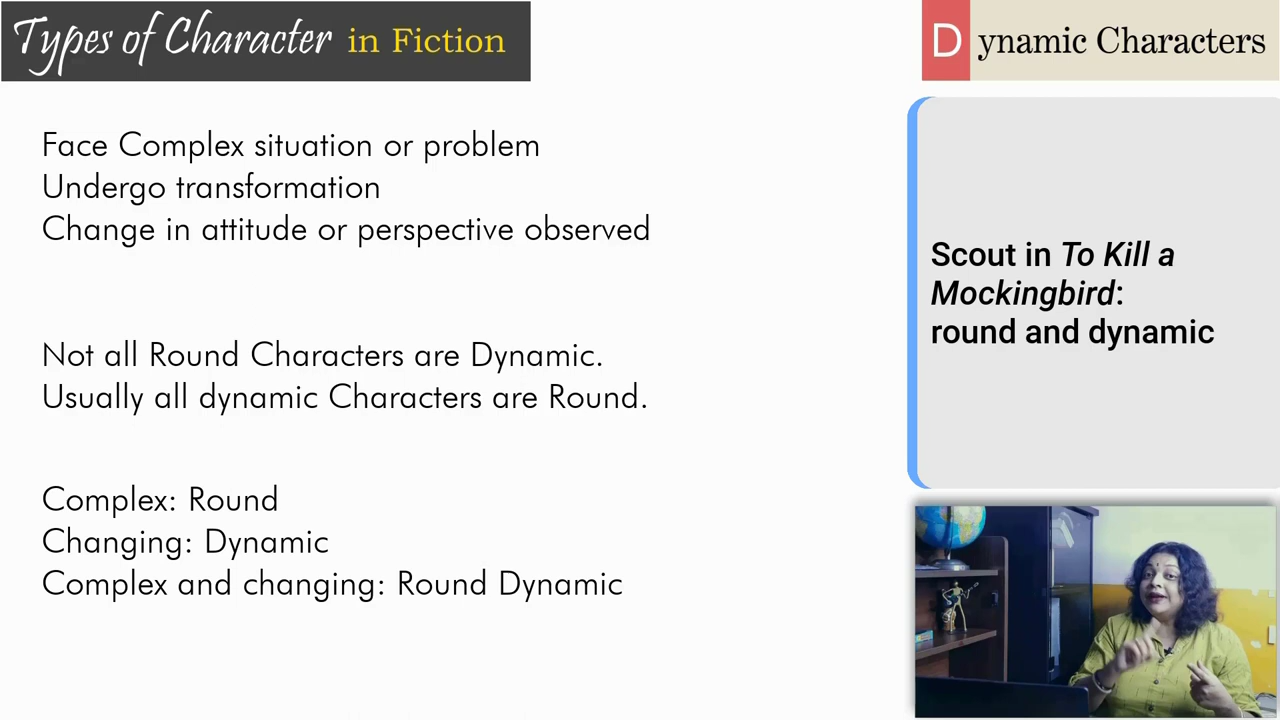 Types of Character in Fiction
Dynamic Characters
Face Complex situation or problem
Undergo transformation
Change in attitude or perspective observed
Not all Round Characters are Dynamic.
Usually all dynamic Characters are Round.
Complex: Round
Changing: Dynamic
Complex and changing: Round Dynamic
Scout in To Kill a
Mockingbird:
round and dynamic